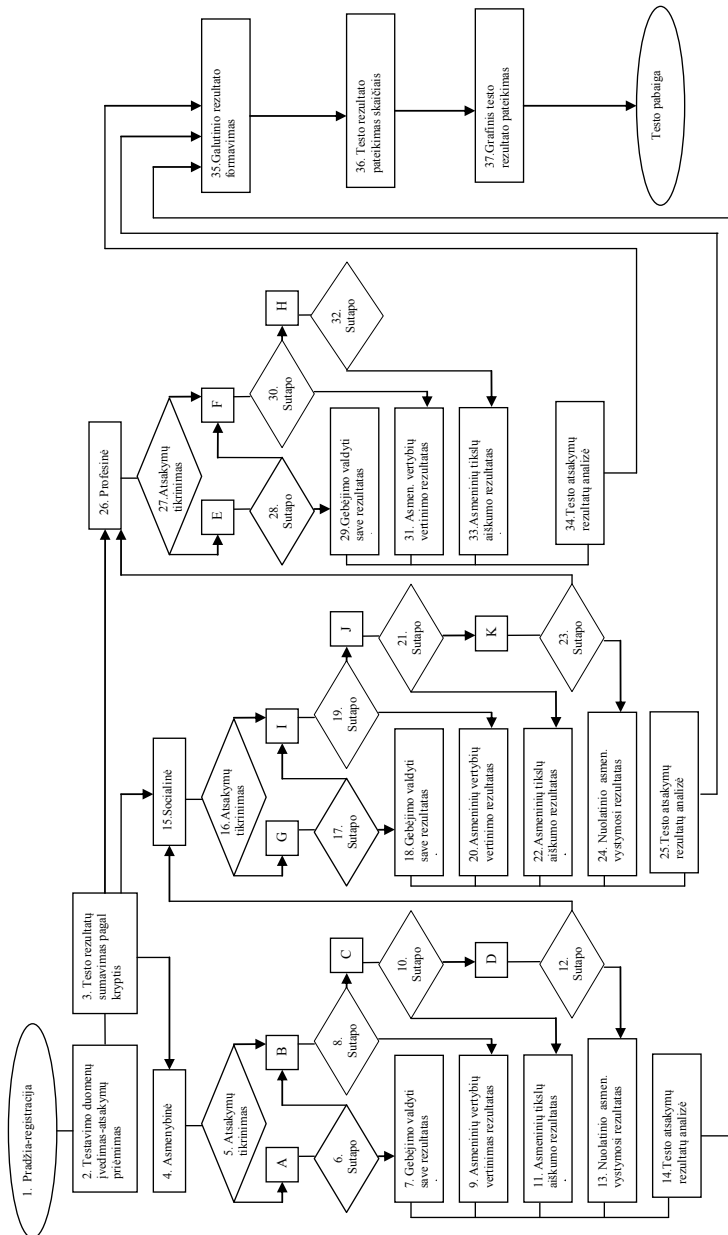 1. Pradžia-registracija
2. Testavimo duomenų
įvedimas-atsakymų
priėmimas
3. Testo rezultatų
sumavimas pagal
kryptis
4. Asmenybinė
5. Atsakymų
tikrinimas
A
B
6.
Sutapo
7. Gebėjimo valdyti
save rezultatas
8.
Sutapo
C
9. Asmeninių vertybių
vertinimas rezultatas
10.
Sutapo
D
11. Asmeninių tikslų
aiškumo rezultatas
12.
Sutapo
13. Nuolatinio asmen.
vystymosi rezultatas
14.Testo atsakymų
rezultatų analizė
15.Socialinė
16.Atsakymų
tikrinimas
G
I
17.
Sutapo
18.Gebėjimo valdyti
save rezultatas
19.
Sutapo
J
20. Asmeninių vertybių
vertinimo rezultatas
21.
Sutapo
K
22. Asmeninių tikslų
aiškumo rezultatas
.
23.
Sutapo
24. Nuolatinio asmen.
vystymosi rezultatas
25.Testo atsakymų
rezultatų analizė
26. Profesinė
27.Atsakymų
tikrinimas
E
F
28.
Sutapo
29.Gebėjimo valdyti
save rezultatas
30.
Sutapo
H
31. Asmen. vertybių
vertinimo rezultatas
32.
Sutapo
33.Asmeninių tikslų
aiškumo rezultatas
.
34.Testo atsakymų
rezultatų analizė
35.Galutinio rezultato
formavimas
36. Testo rezultato
pateikimas skaičiais
37.Grafinis testo
rezultato pateikimas
Testo pabaiga